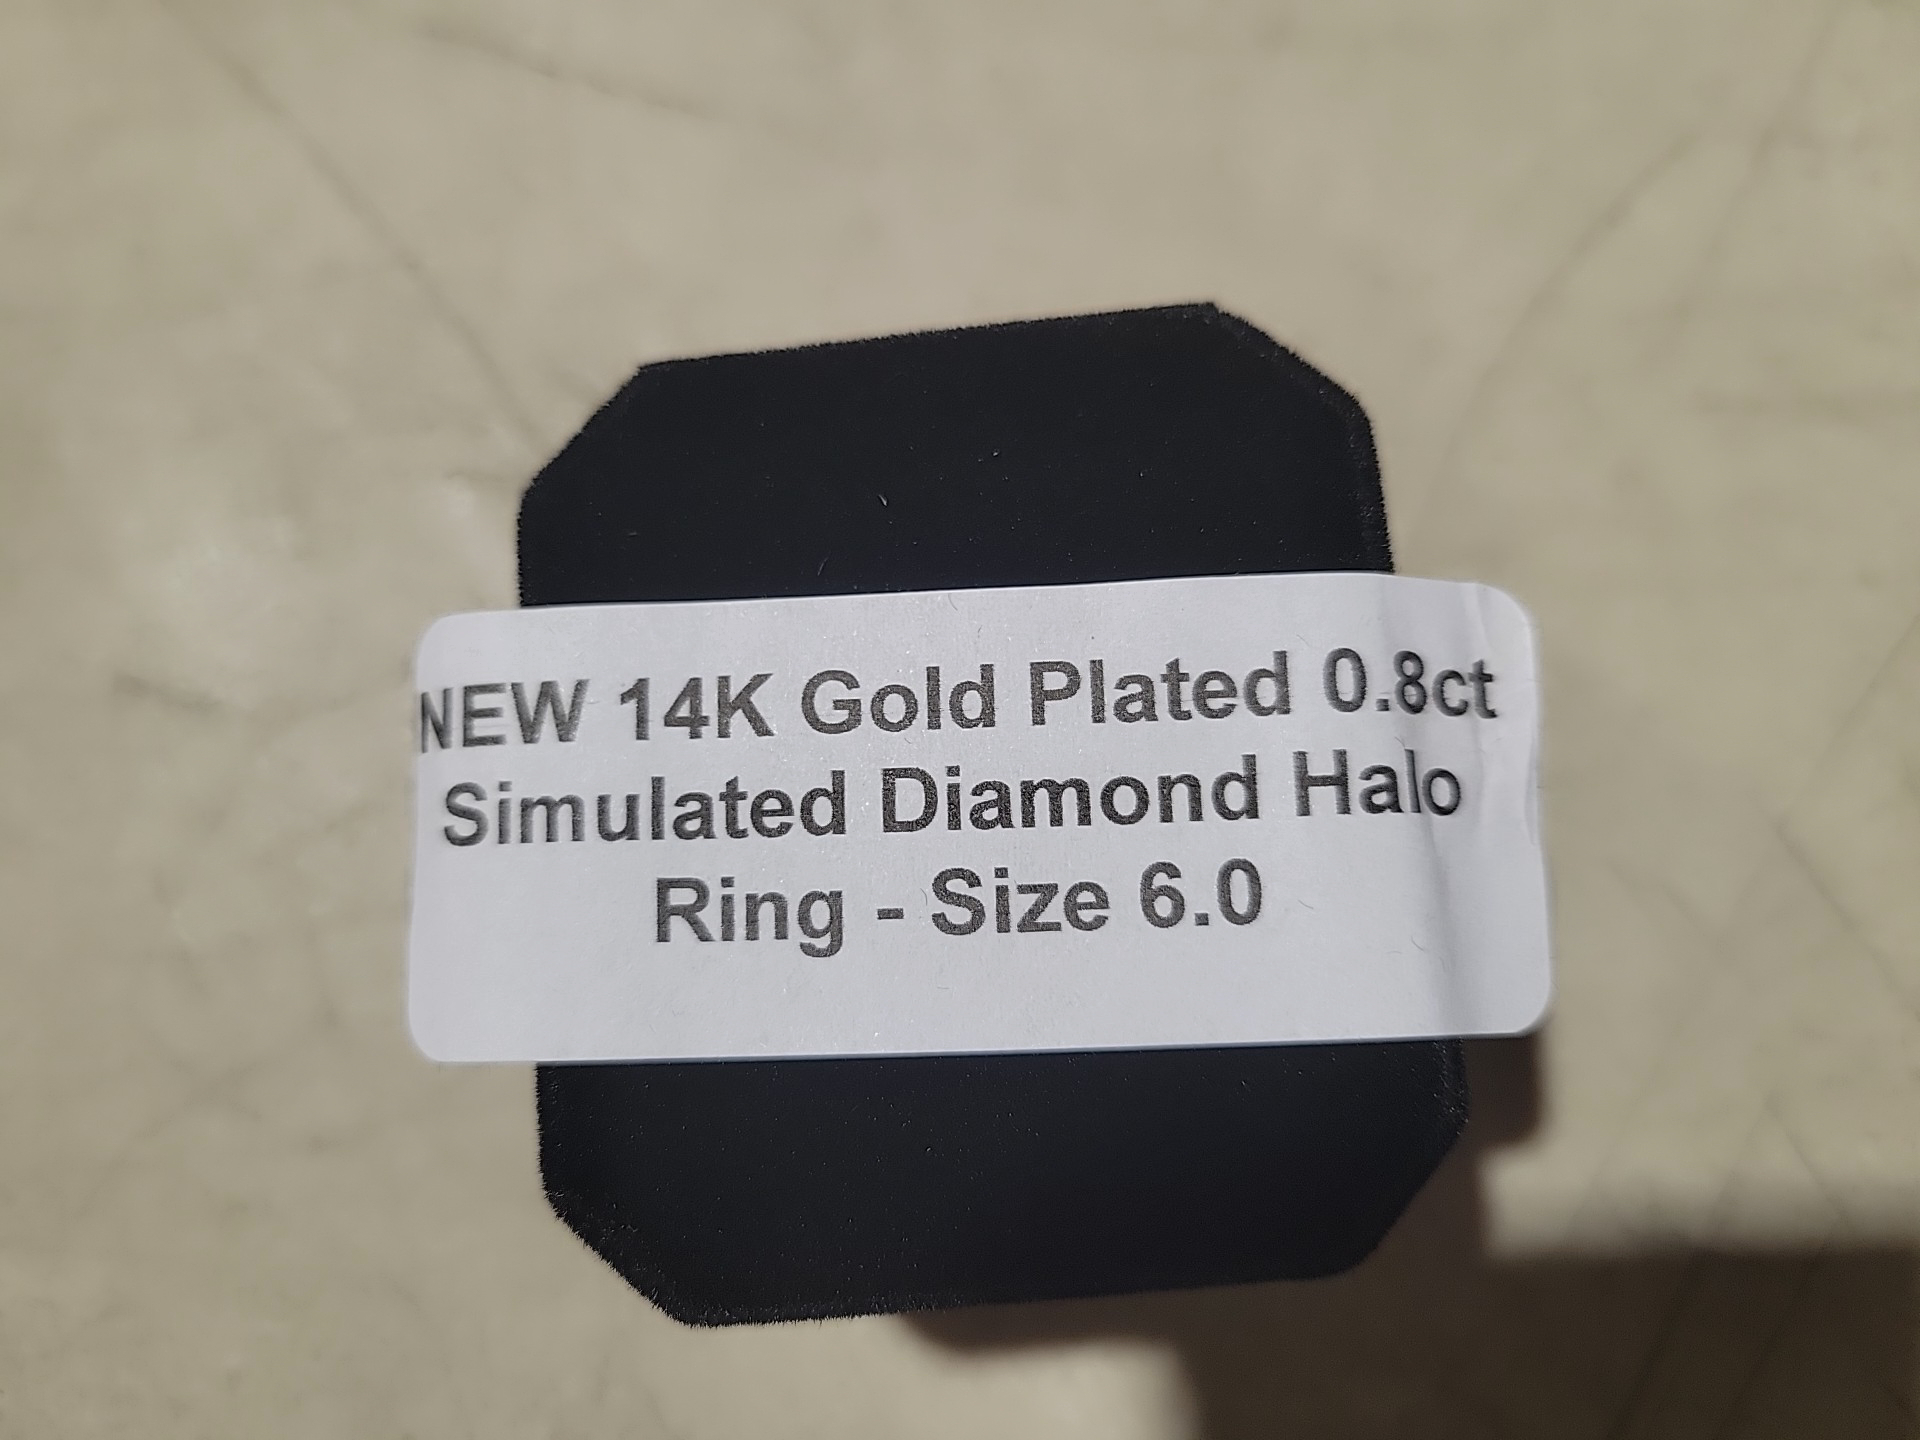 NEW 14K Gold Plated 0.8ct
Simulated Diamond Halo
Ring - Size 6.0